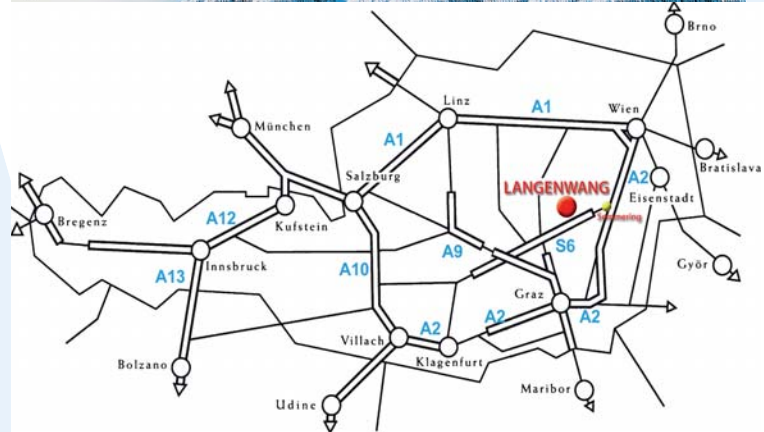 Brno
Linz
A1
Wien
München
A1
Bratislava
Salzburg
LANGENWANG
A2
Eisenstadt
Semmering
Bregenz
A12
Kufstein
A9
S6
Györ
Innsbruck
A13
A10
Graz
A2
A2
A2
Villach
Klagenfurt
Bolzano
Maribor
Udine